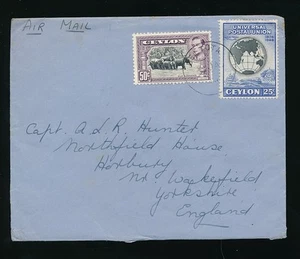 AIR MAIL
CEYLON
50c
UNIVERSAL
POSTAL UNION
CEYLON 25c
Capt. A L R Hunter
Northfield House
Horbury
Nr Wakefield
Yorkshire
England